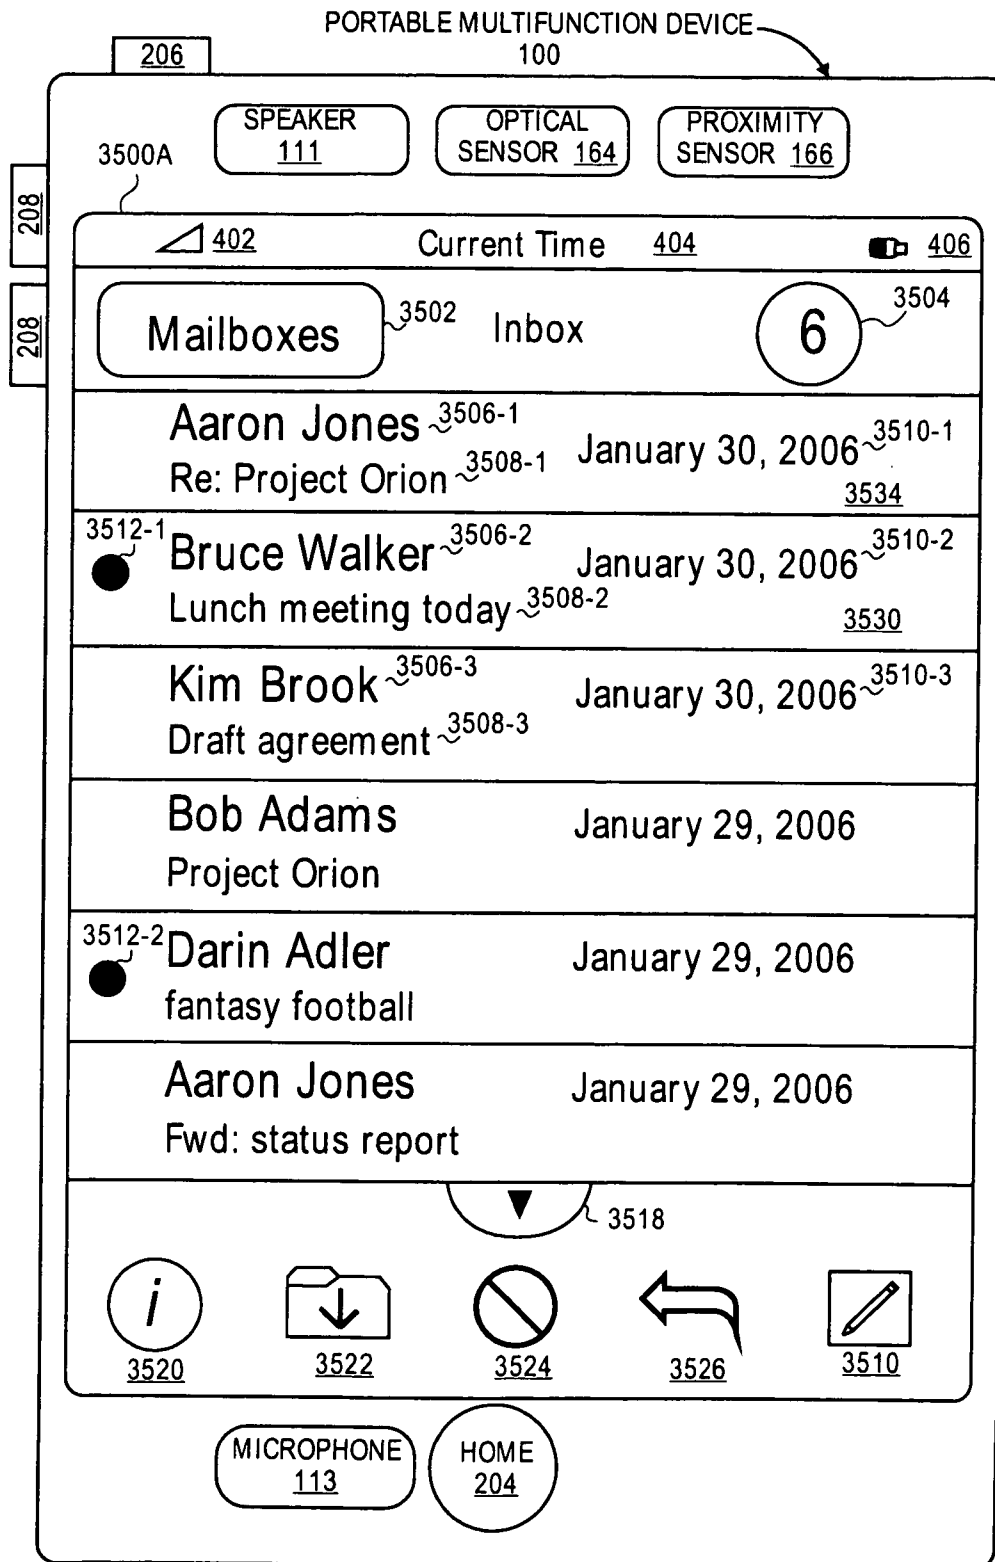 PORTABLE MULTIFUNCTION DEVICE
100
206
SPEAKER
111
OPTICAL
SENSOR 164
PROXIMITY
SENSOR 166
3500A
208
208
402 Current Time 404 406
Mailboxes 3502 Inbox 6 3504
Aaron Jones 3506-1 January 30, 2006 3510-1
Re: Project Orion 3508-1 3534
3512-1 Bruce Walker 3506-2 January 30, 2006 3510-2
Lunch meeting today 3508-2 3530
Kim Brook 3506-3 January 30, 2006 3510-3
Draft agreement 3508-3
Bob Adams January 29, 2006
Project Orion
3512-2 Darin Adler January 29, 2006
fantasy football
Aaron Jones January 29, 2006
Fwd: status report
3518
i
3520 3522 3524 3526 3510
MICROPHONE
113
HOME
204